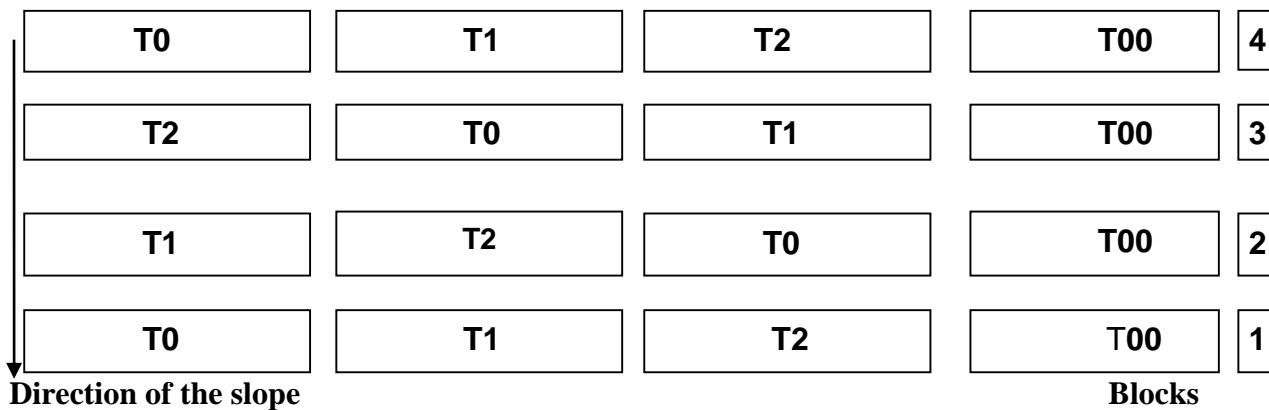 T0 T1 T2 T00 4
T2 T0 T1 T00 3
T1 T2 T0 T00 2
T0 T1 T2 T00 1
Direction of the slope Blocks